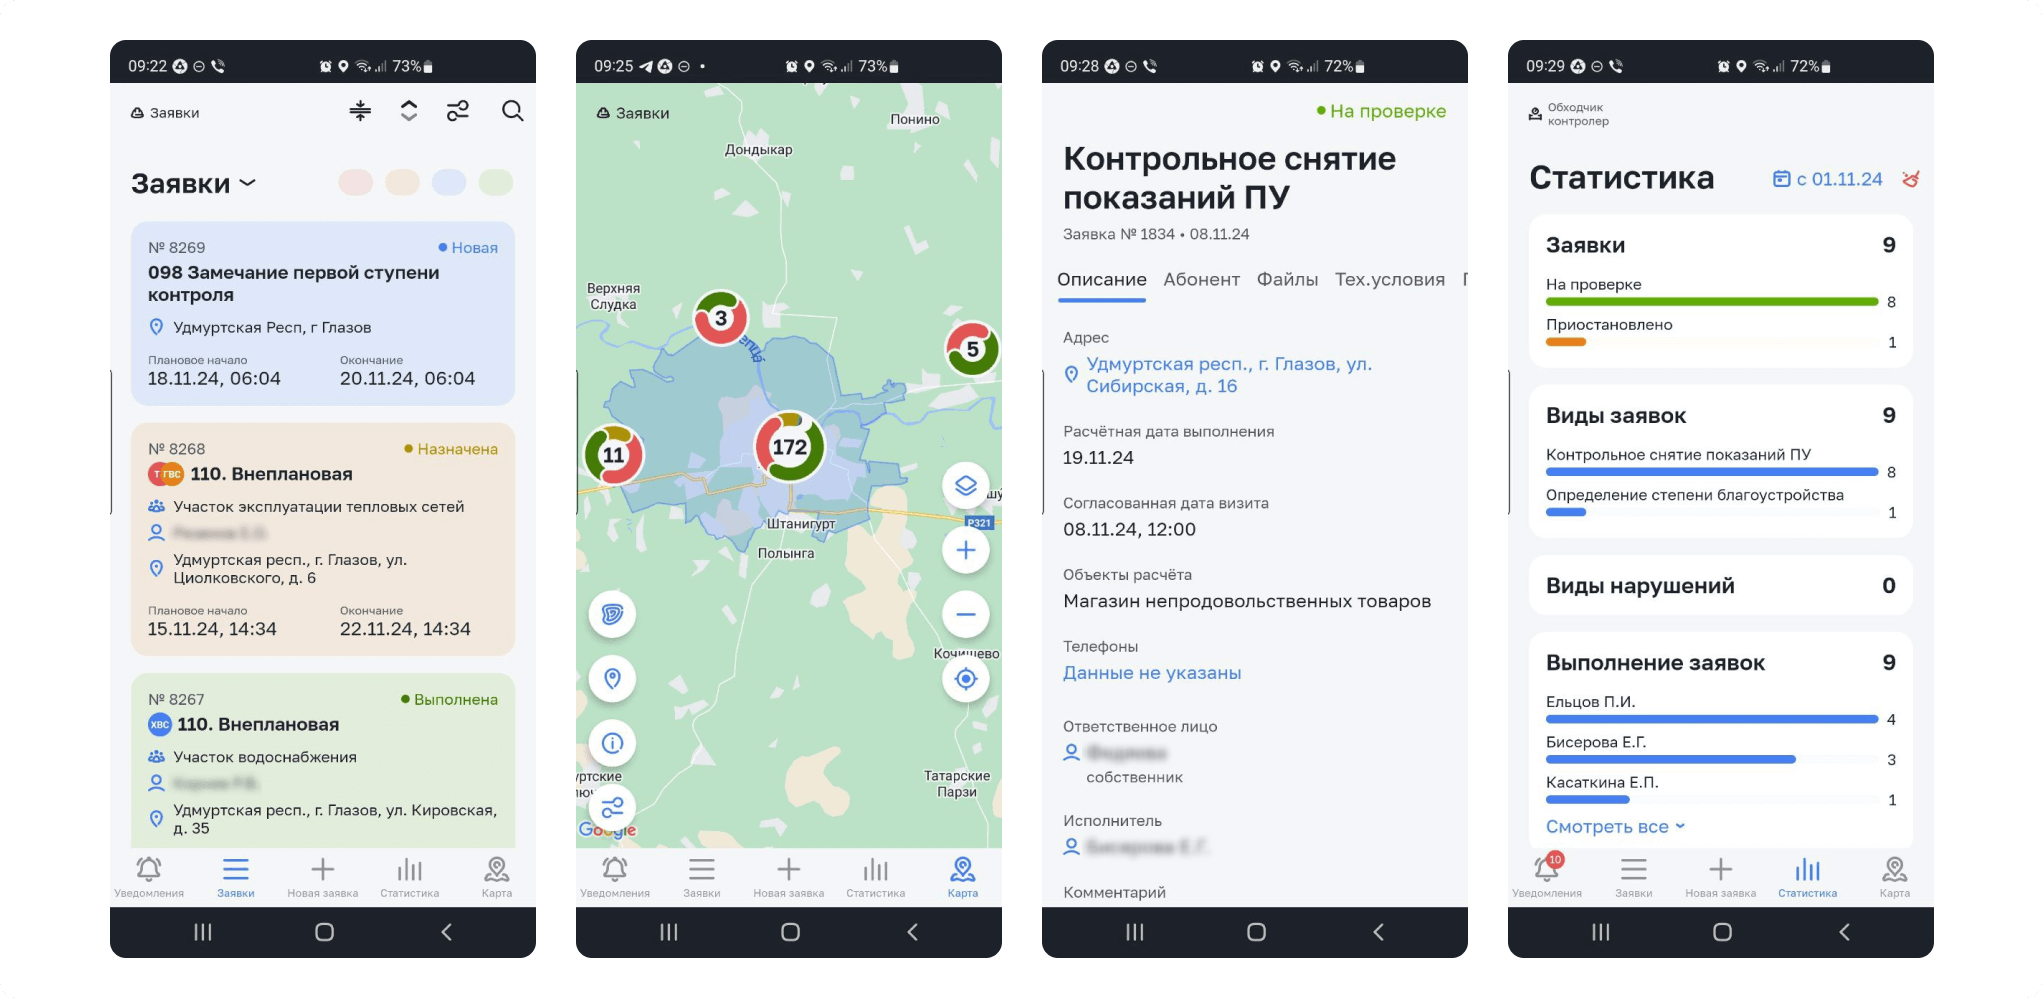 09:22
73%
Заявки
Заявки
№ 8269
Новая
098 Замечание первой ступени
контроля
Удмуртская Респ, г Глазов
Плановое начало
Окончание
18.11.24, 06:04
20.11.24, 06:04
№ 8268
Назначена
Т ГВС 110. Внеплановая
Участок эксплуатации тепловых сетей
Удмуртская респ., г. Глазов, ул.
Циолковского, д. 6
Плановое начало
Окончание
15.11.24, 14:34
22.11.24, 14:34
№ 8267
Выполнена
ХВС 110. Внеплановая
Участок водоснабжения
Удмуртская респ., г. Глазов, ул. Кировская,
д. 35
Уведомления
Заявки
Новая заявка
Статистика
Карта
09:25
73%
Заявки
Понино
Дондыкар
Верхняя
Слудка
3
Чепца
5
11
172
Р321
Штанигурт
Полынга
Кочишево
Татарские
Парзи
Google
Уведомления
Заявки
Новая заявка
Статистика
Карта
09:28
72%
На проверке
Контрольное снятие
показаний ПУ
Заявка № 1834 • 08.11.24
Описание
Абонент
Файлы
Тех.условия
Адрес
Удмуртская респ., г. Глазов, ул.
Сибирская, д. 16
Расчётная дата выполнения
19.11.24
Согласованная дата визита
08.11.24, 12:00
Объекты расчёта
Магазин непродовольственных товаров
Телефоны
Данные не указаны
Ответственное лицо
собственник
Исполнитель
Комментарий
09:29
72%
Обходчик
контролер
Статистика
с 01.11.24
Заявки 9
На проверке
8
Приостановлено
1
Виды заявок 9
Контрольное снятие показаний ПУ
8
Определение степени благоустройства
1
Виды нарушений 0
Выполнение заявок 9
Ельцов П.И.
4
Бисерова Е.Г.
3
Касаткина Е.П.
1
Смотреть все
10
Уведомления
Заявки
Новая заявка
Статистика
Карта